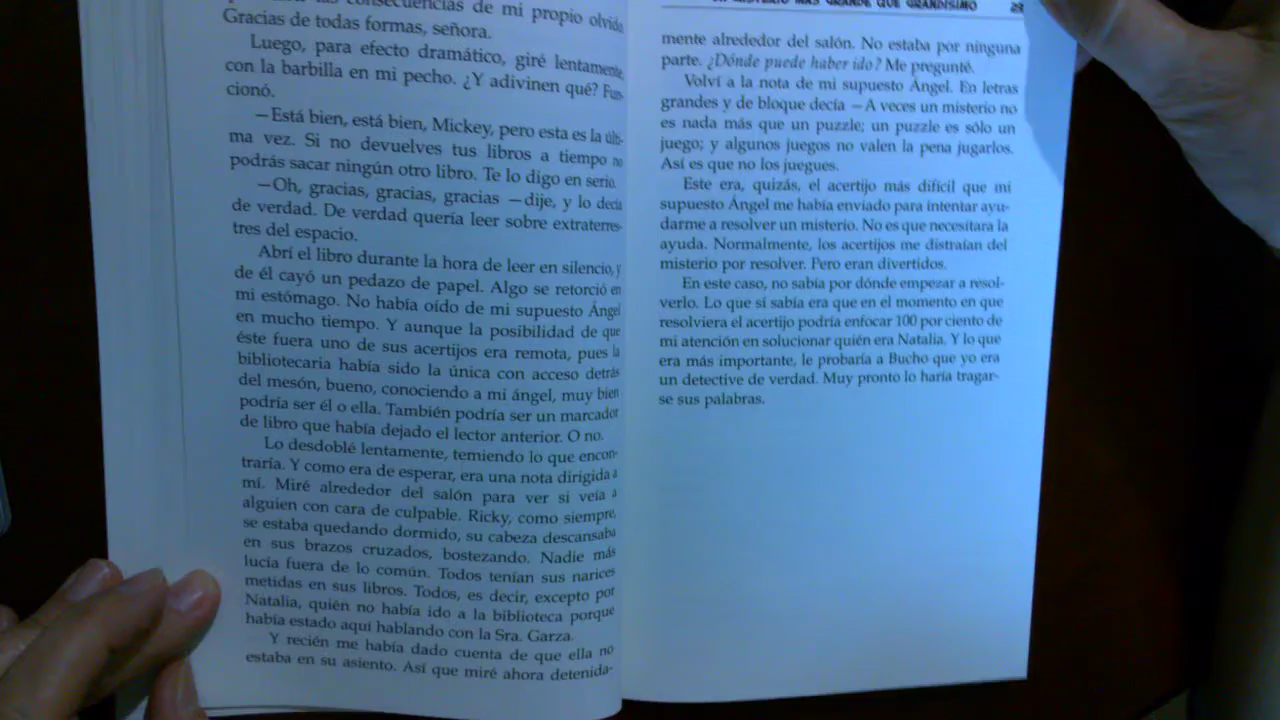 consecuencias de mi propio olvido
Gracias de todas formas, señora.
Luego, para efecto dramático, giré lentamente,
con la barbilla en mi pecho. ¿Y adivinen qué? Fun-
cionó.
—Está bien, está bien, Mickey, pero esta es la últi-
ma vez. Si no devuelves tus libros a tiempo no
podrás sacar ningún otro libro. Te lo digo en serio.
—Oh, gracias, gracias, gracias —dije, y lo decía
de verdad. De verdad quería leer sobre extraterres-
tres del espacio.
Abrí el libro durante la hora de leer en silencio, y
de él cayó un pedazo de papel. Algo se retorció en
mi estómago. No había oído de mi supuesto Ángel
en mucho tiempo. Y aunque la posibilidad de que
éste fuera uno de sus acertijos era remota, pues la
bibliotecaria había sido la única con acceso detrás
del mesón, bueno, conociendo a mi ángel, muy bien
podría ser él o ella. También podría ser un marcador
de libro que había dejado el lector anterior. O no.
Lo desdoblé lentamente, temiendo lo que encon-
traría. Y como era de esperar, era una nota dirigida a
mí. Miré alrededor del salón para ver si veía a
alguien con cara de culpable. Ricky, como siempre,
se estaba quedando dormido, su cabeza descansaba
en sus brazos cruzados, bostezando. Nadie más
lucía fuera de lo común. Todos tenían sus narices
metidas en sus libros. Todos, es decir, excepto por
Natalia, quién no había ido a la biblioteca porque
había estado aquí hablando con la Sra. Garza.
Y recién me había dado cuenta de que ella no
estaba en su asiento. Así que miré ahora detenida-
UN MISTERIO MÁS GRANDE QUE GRANDÍSIMO
mente alrededor del salón. No estaba por ninguna
parte. ¿Dónde puede haber ido? Me pregunté.
Volví a la nota de mi supuesto Ángel. En letras
grandes y de bloque decía —A veces un misterio no
es nada más que un puzzle; un puzzle es sólo un
juego; y algunos juegos no valen la pena jugarlos.
Así es que no los juegues.
Este era, quizás, el acertijo más difícil que mi
supuesto Ángel me había enviado para intentar ayu-
darme a resolver un misterio. No es que necesitara la
ayuda. Normalmente, los acertijos me distraían del
misterio por resolver. Pero eran divertidos.
En este caso, no sabía por dónde empezar a resol-
verlo. Lo que sí sabía era que en el momento en que
resolviera el acertijo podría enfocar 100 por ciento de
mi atención en solucionar quién era Natalia. Y lo que
era más importante, le probaría a Bucho que yo era
un detective de verdad. Muy pronto lo haría tragar-
se sus palabras.